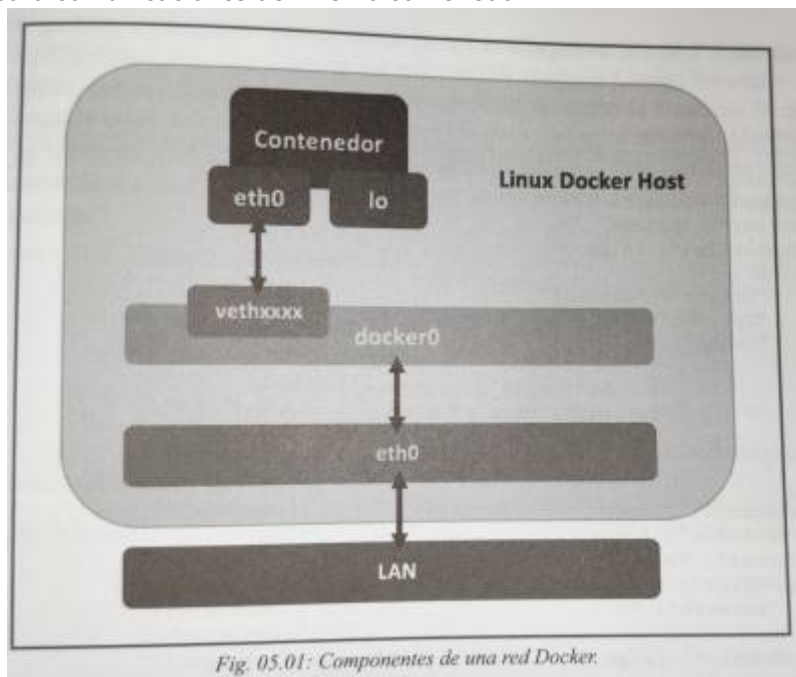 Contenedor
eth0
lo
Linux Docker Host
vethxxxx
docker0
eth0
LAN
Fig. 05.01: Componentes de una red Docker.